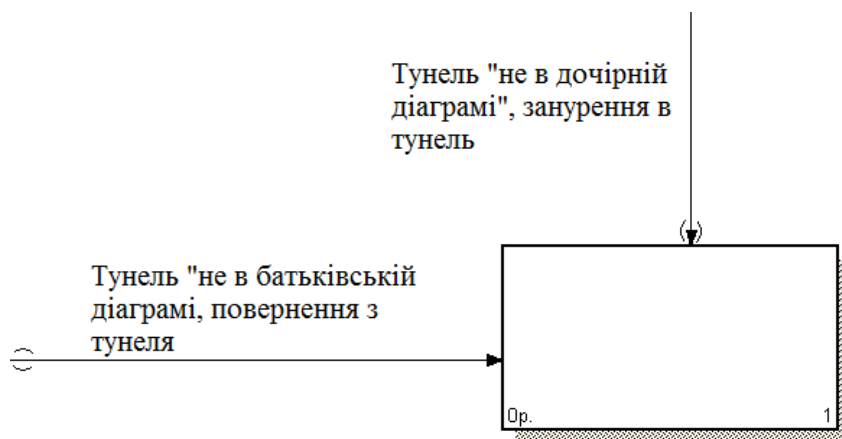 Тунель "не в дочірній
діаграмі", занурення в
тунель
Тунель "не в батьківській
діаграмі, повернення з
тунеля
0р. 1